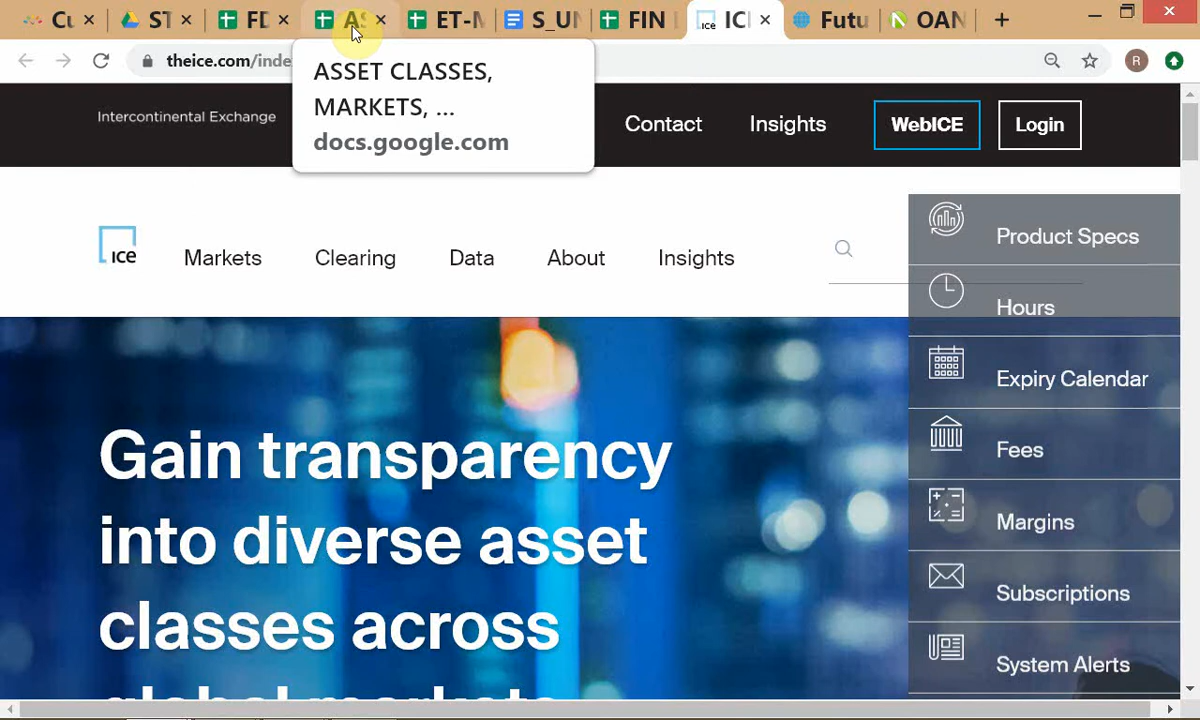 Cu
ST
FD
AS
ET-M
S_UN
FIN
ICE
Futu
OAN
theice.com/inde
R
ASSET CLASSES,
MARKETS, ...
docs.google.com
Intercontinental Exchange
Contact
Insights
WebICE
Login
ice
Markets
Clearing
Data
About
Insights
Product Specs
Hours
Expiry Calendar
Fees
Margins
Subscriptions
System Alerts
Gain transparency
into diverse asset
classes across
global markets